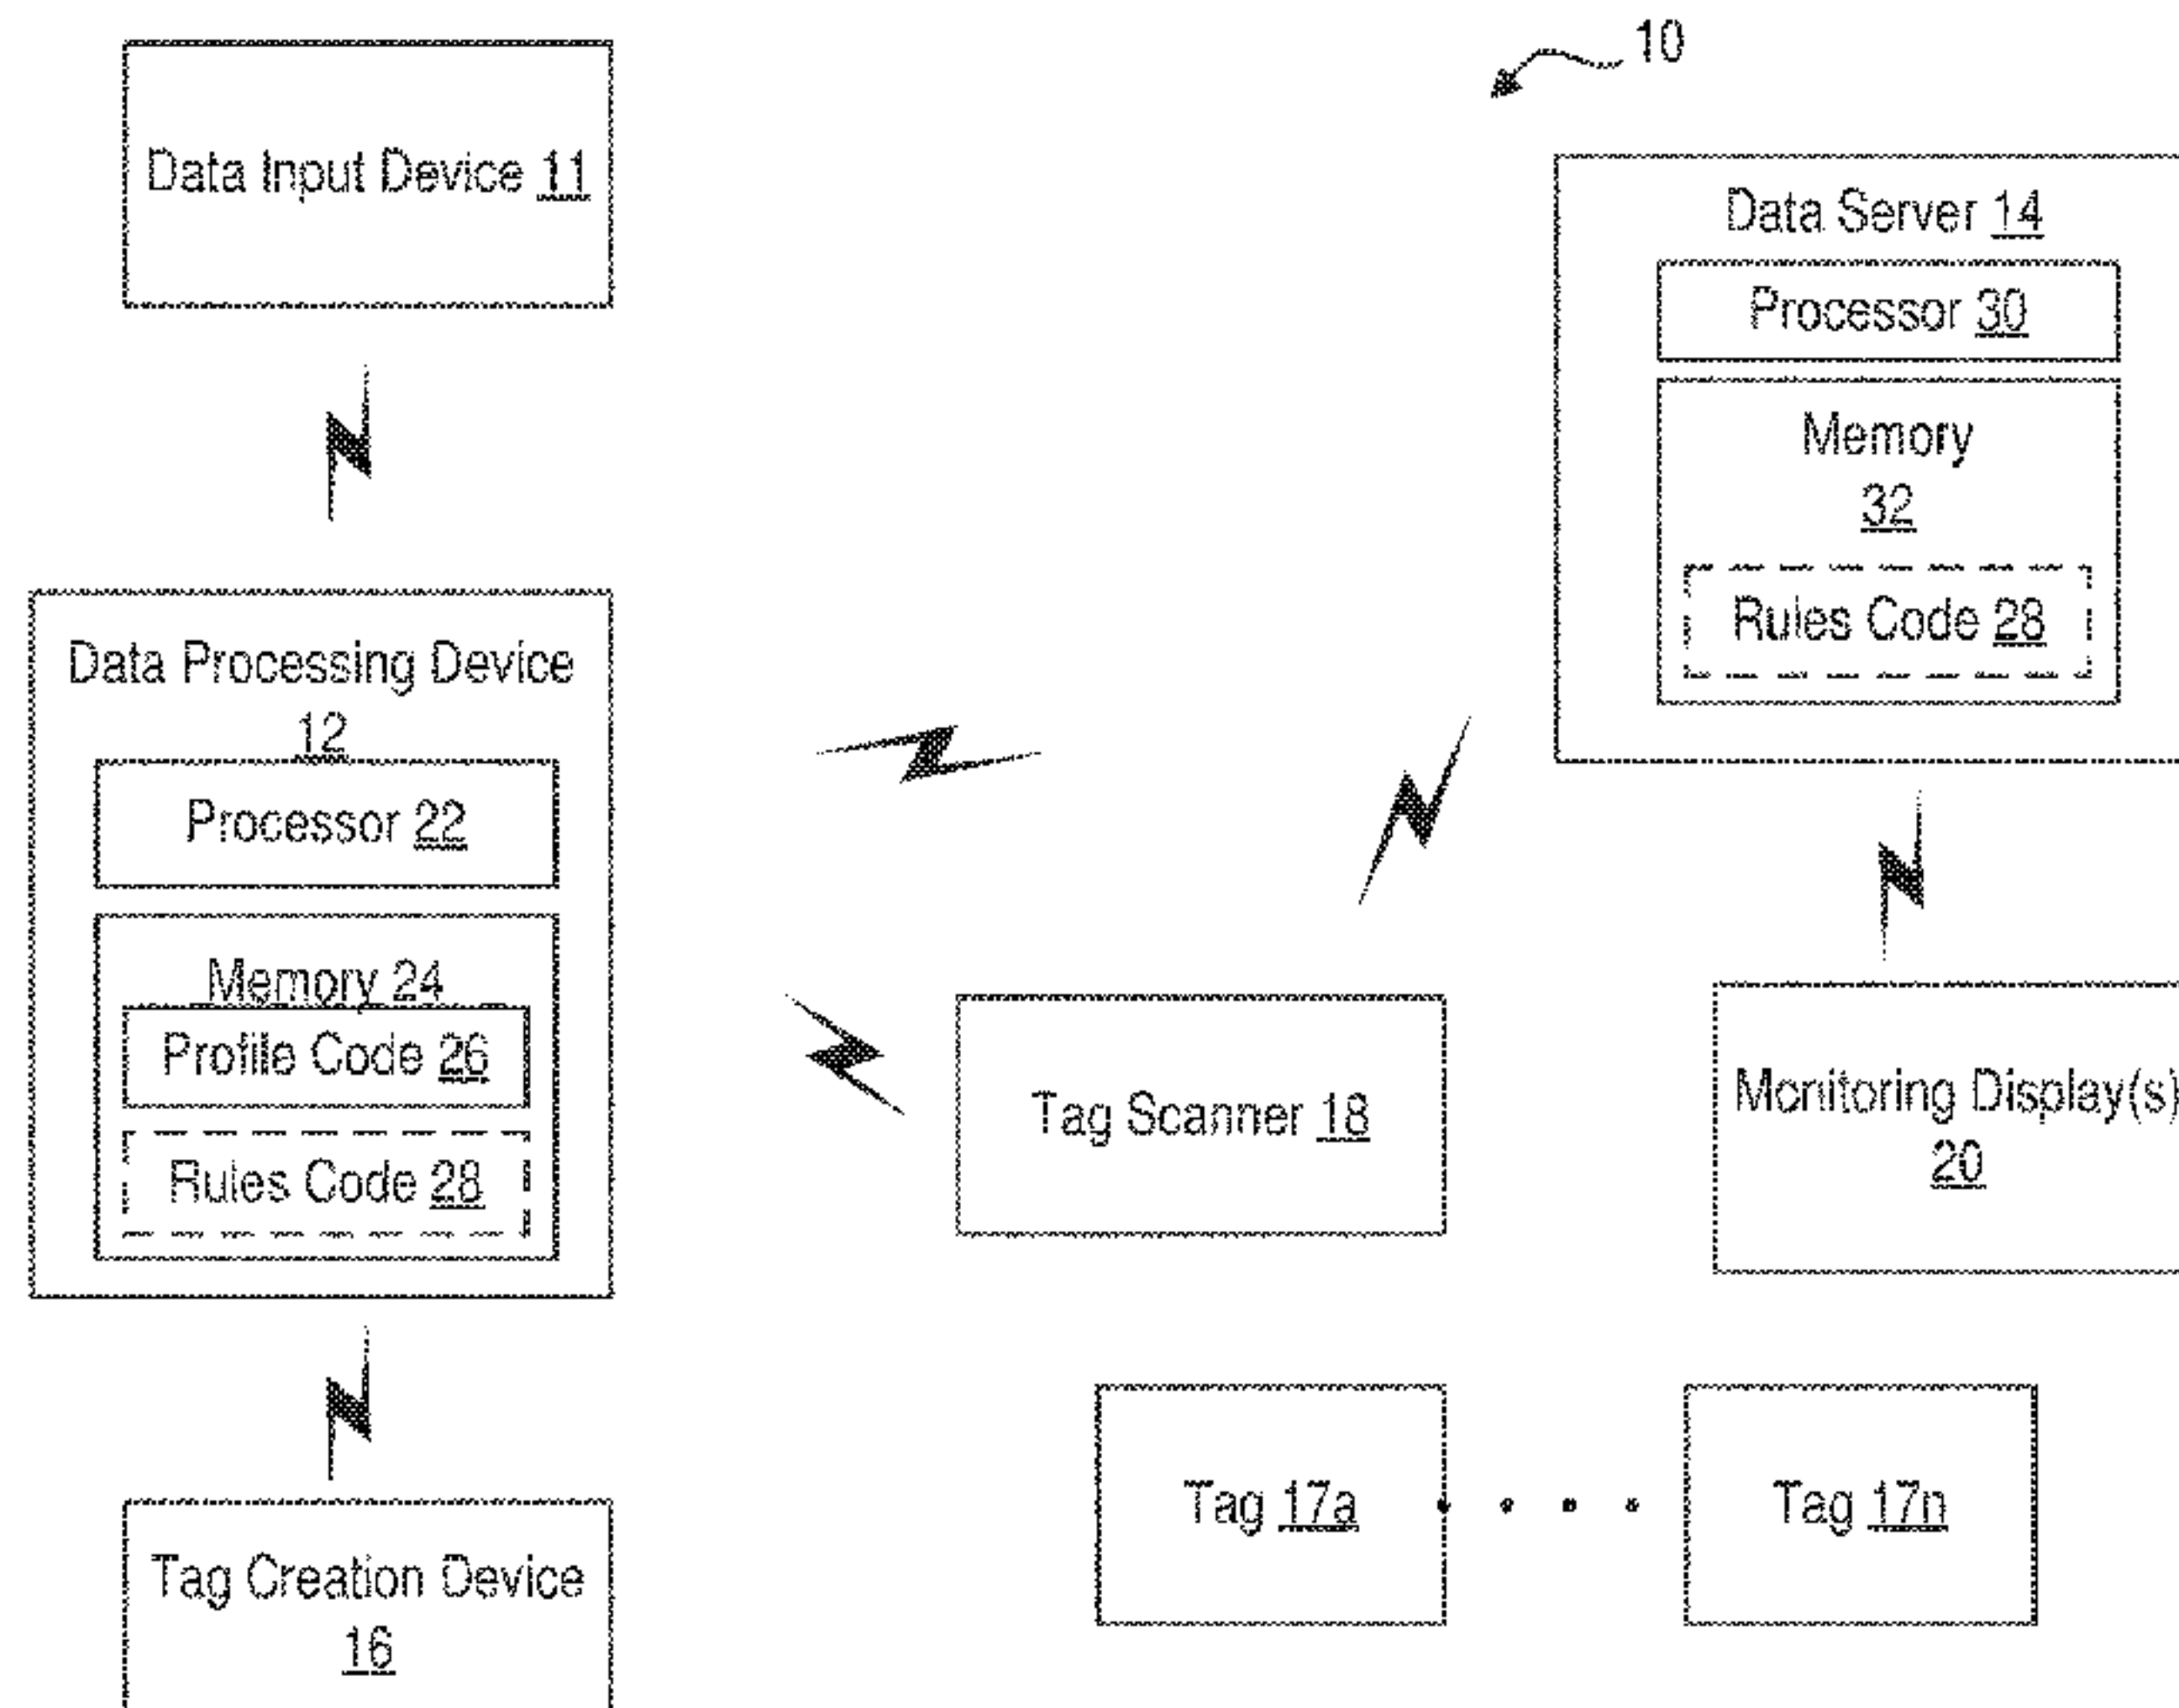 10
Data Input Device 11
Data Server 14
Processor 30
Memory
32
Rules Code 28
Data Processing Device
12
Processor 22
Memory 24
Profile Code 26
Rules Code 28
Tag Scanner 18
Monitoring Display(s)
20
Tag 17a
Tag 17n
Tag Creation Device
16